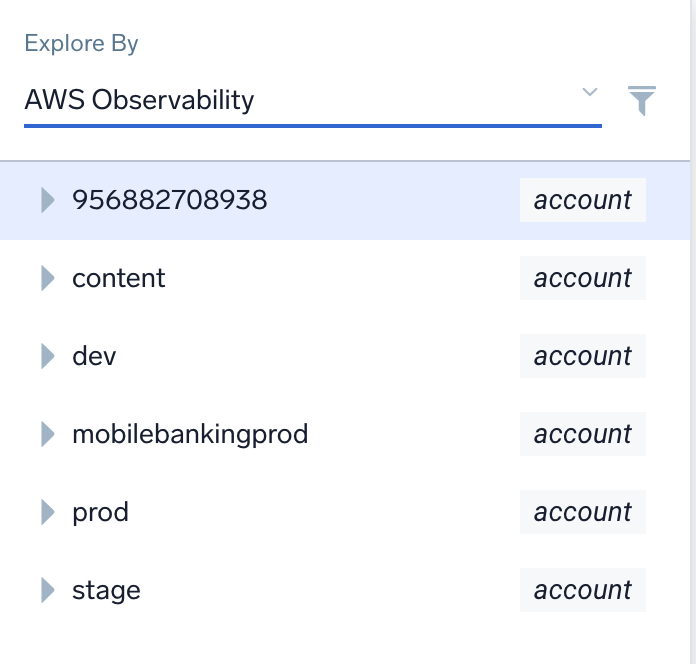 Explore By
AWS Observability
956882708938 account
content account
dev account
mobilebankingprod account
prod account
stage account